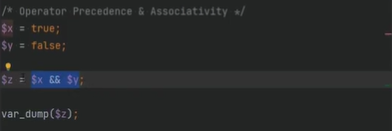 /* Operator Precedence & Associativity */
$x = true;
$y = false;
$z = $x && $y;
var_dump($z);